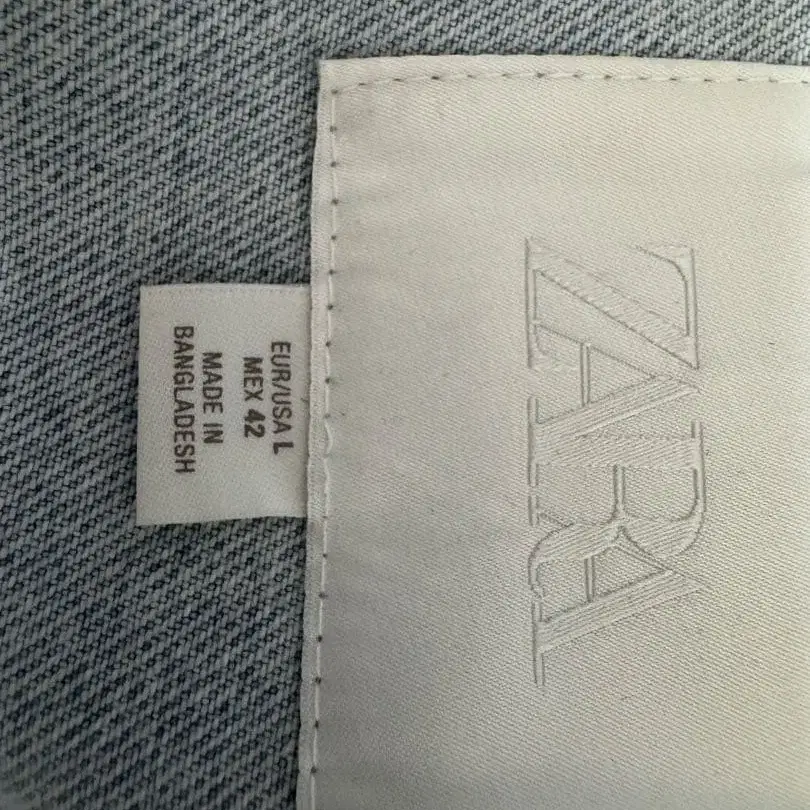 ZARA
EUR/USA L
MEX 42
MADE IN
BANGLADESH